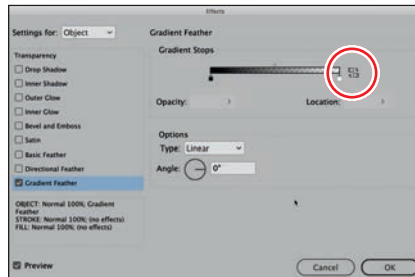 Effects
Settings for: Object
Transparency
Drop Shadow
Inner Shadow
Outer Glow
Inner Glow
Bevel and Emboss
Satin
Basic Feather
Directional Feather
Gradient Feather
OBJECT: Normal 100%; Gradient
Feather
STROKE: Normal 100%; (no effects)
FILL: Normal 100%; (no effects)
Preview
Gradient Feather
Gradient Stops
Opacity:
Location:
Options
Type: Linear
Angle: 0°
Cancel
OK